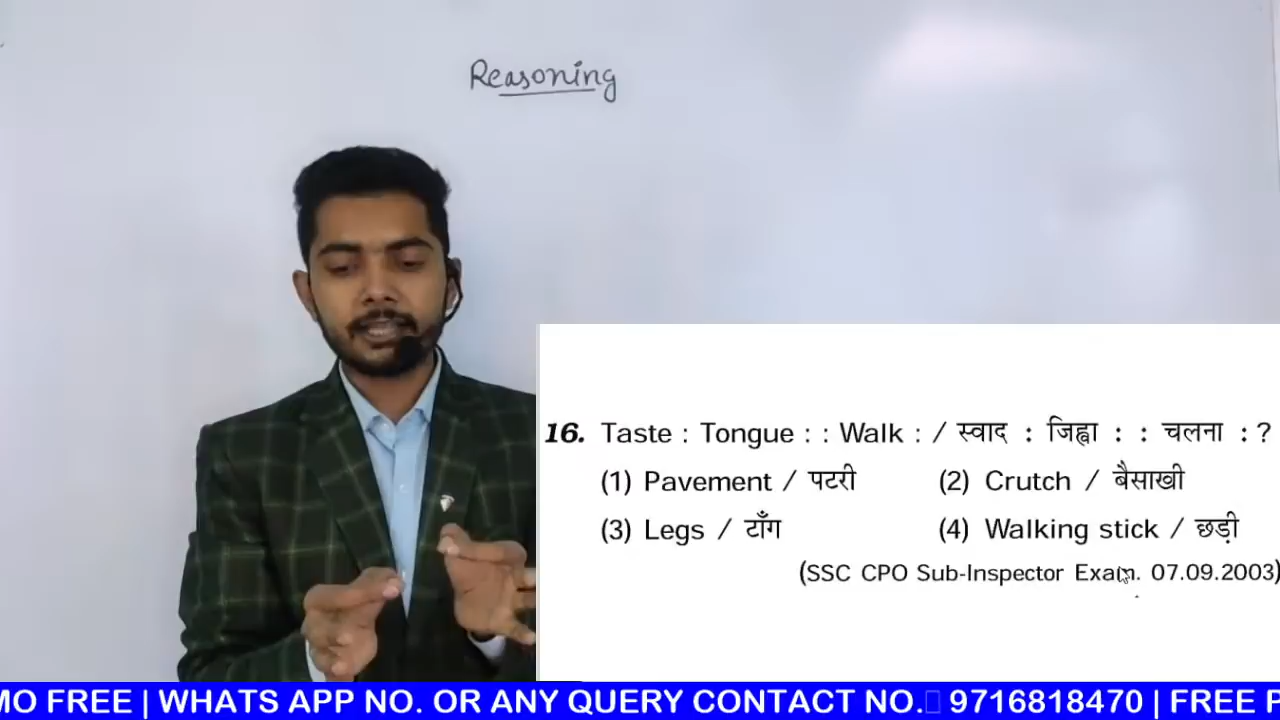 Reasoning
16. Taste : Tongue : : Walk : / स्वाद : जिह्वा : : चलना : ?
(1) Pavement / पटरी (2) Crutch / बैसाखी
(3) Legs / टाँग (4) Walking stick / छड़ी
(SSC CPO Sub-Inspector Exam. 07.09.2003)
MO FREE | WHATS APP NO. OR ANY QUERY CONTACT NO. 9716818470 | FREE